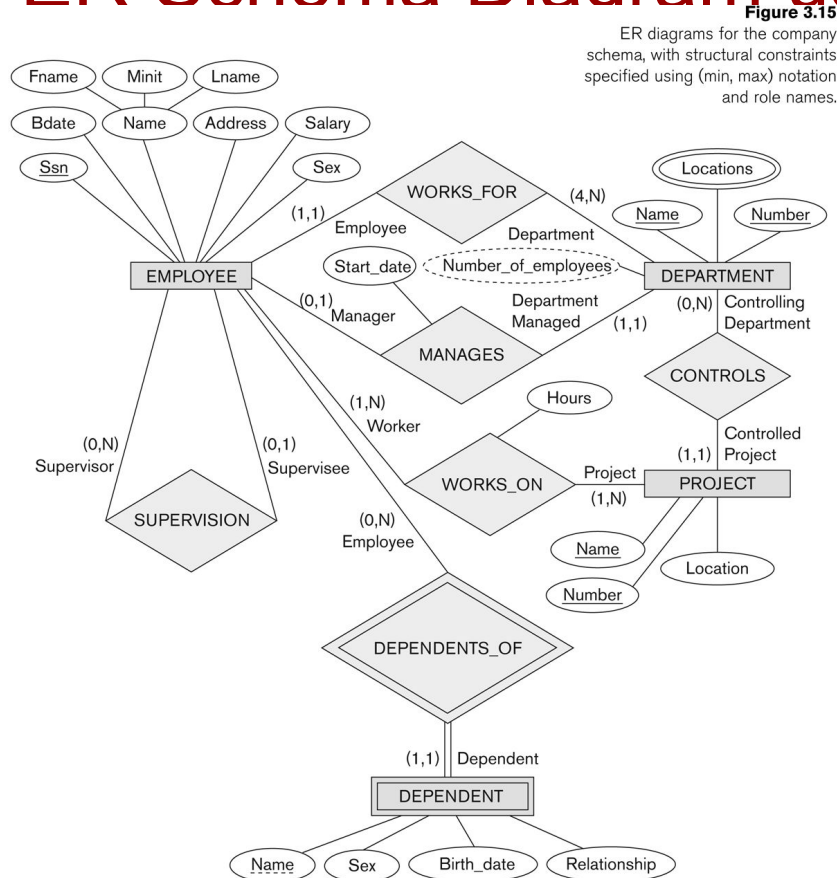 ER Schema Diagram
Figure 3.15
ER diagrams for the company
schema, with structural constraints
specified using (min, max) notation
and role names.
Fname
Minit
Lname
Bdate
Name
Address
Salary
Ssn
Sex
WORKS_FOR
(4,N)
Locations
(1,1)
Employee
Department
Name
Number
EMPLOYEE
Start_date
Number_of_employees
DEPARTMENT
(0,1)
Manager
Department
Managed
(1,1)
(0,N)
Controlling
Department
MANAGES
CONTROLS
(1,N)
Worker
Hours
(0,N)
Supervisor
(0,1)
Supervisee
Controlled
Project
(1,1)
WORKS_ON
Project
(1,N)
PROJECT
SUPERVISION
(0,N)
Employee
Name
Location
Number
DEPENDENTS_OF
(1,1)
Dependent
DEPENDENT
Name
Sex
Birth_date
Relationship